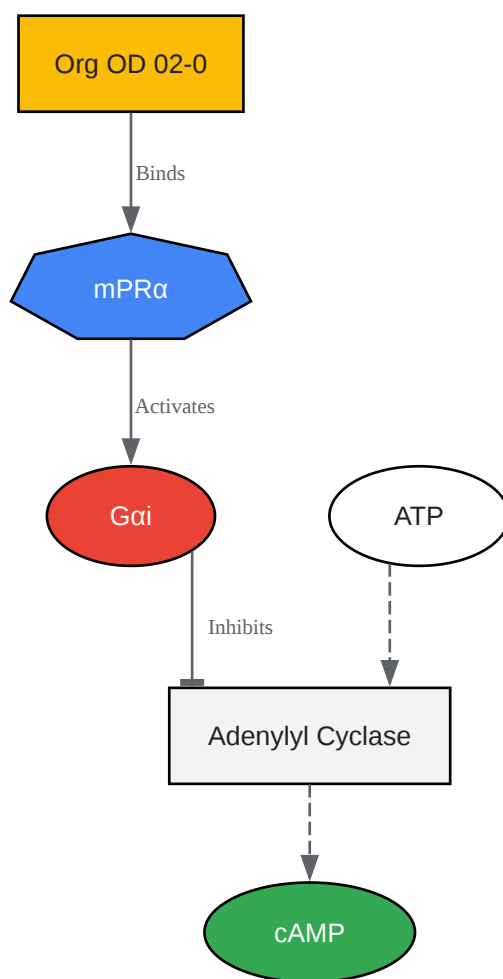 Org OD 02-0
Binds
mPRα
Activates
Gαi
ATP
Inhibits
Adenylyl Cyclase
cAMP